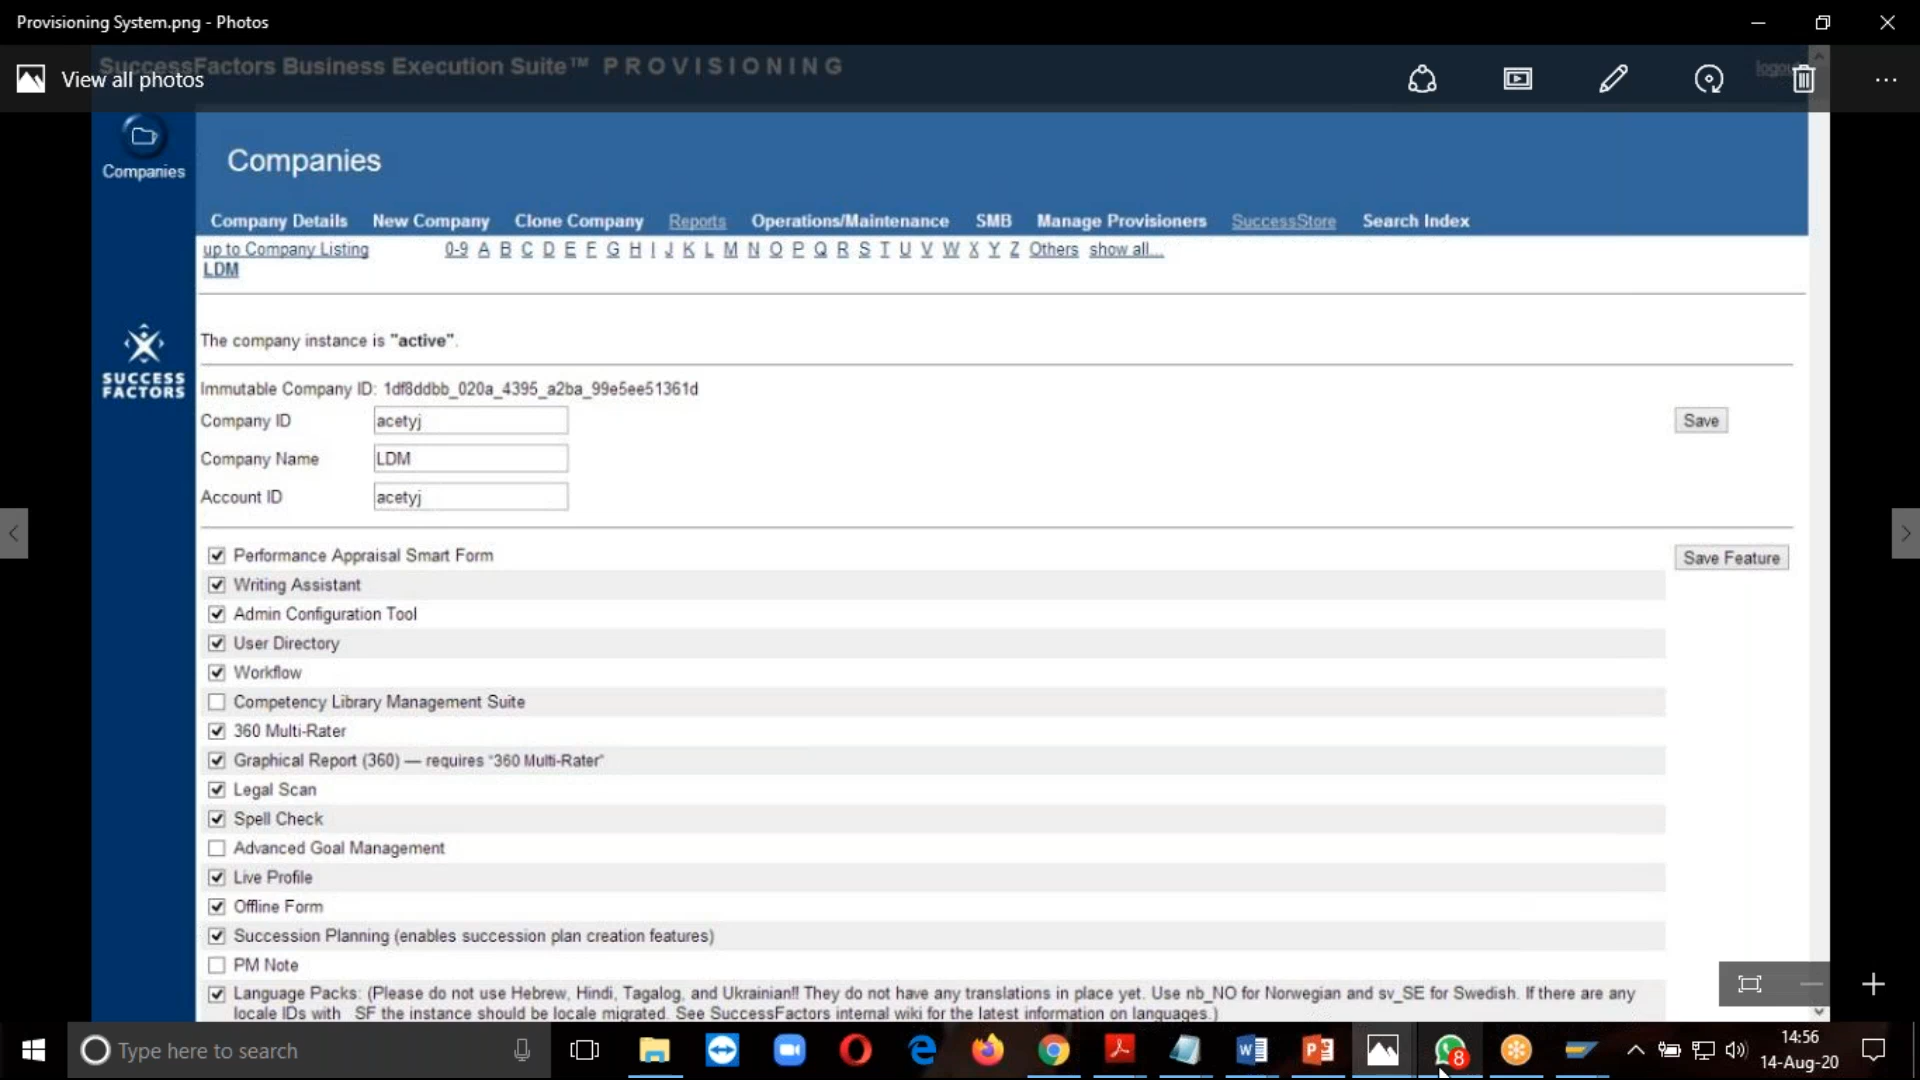 Provisioning System.png - Photos
SuccessFactors Business Execution Suite™ PROVISIONING
logout
View all photos
Companies
Companies
Company Details New Company Clone Company Reports Operations/Maintenance SMB Manage Provisioners SuccessStore Search Index
up to Company Listing 0-9 A B C D E F G H I J K L M N O P Q R S T U V W X Y Z Others show all...
LDM
The company instance is "active".
SUCCESS
FACTORS
Immutable Company ID: 1df8ddbb_020a_4395_a2ba_99e5ee51361d
Company ID acetyj Save
Company Name LDM
Account ID acetyj
Performance Appraisal Smart Form Save Feature
Writing Assistant
Admin Configuration Tool
User Directory
Workflow
Competency Library Management Suite
360 Multi-Rater
Graphical Report (360) — requires "360 Multi-Rater"
Legal Scan
Spell Check
Advanced Goal Management
Live Profile
Offline Form
Succession Planning (enables succession plan creation features)
PM Note
Language Packs: (Please do not use Hebrew, Hindi, Tagalog, and Ukrainian!! They do not have any translations in place yet. Use nb_NO for Norwegian and sv_SE for Swedish. If there are any
locale IDs with _SF the instance should be locale migrated. See SuccessFactors internal wiki for the latest information on languages.)
Type here to search
8
14:56
14-Aug-20